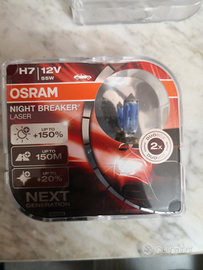 H7 12V
55W
OSRAM
NIGHT BREAKER®
LASER
UP TO
+150%
UP TO
150M
UP TO
+20%
2x
NEXT
GENERATION